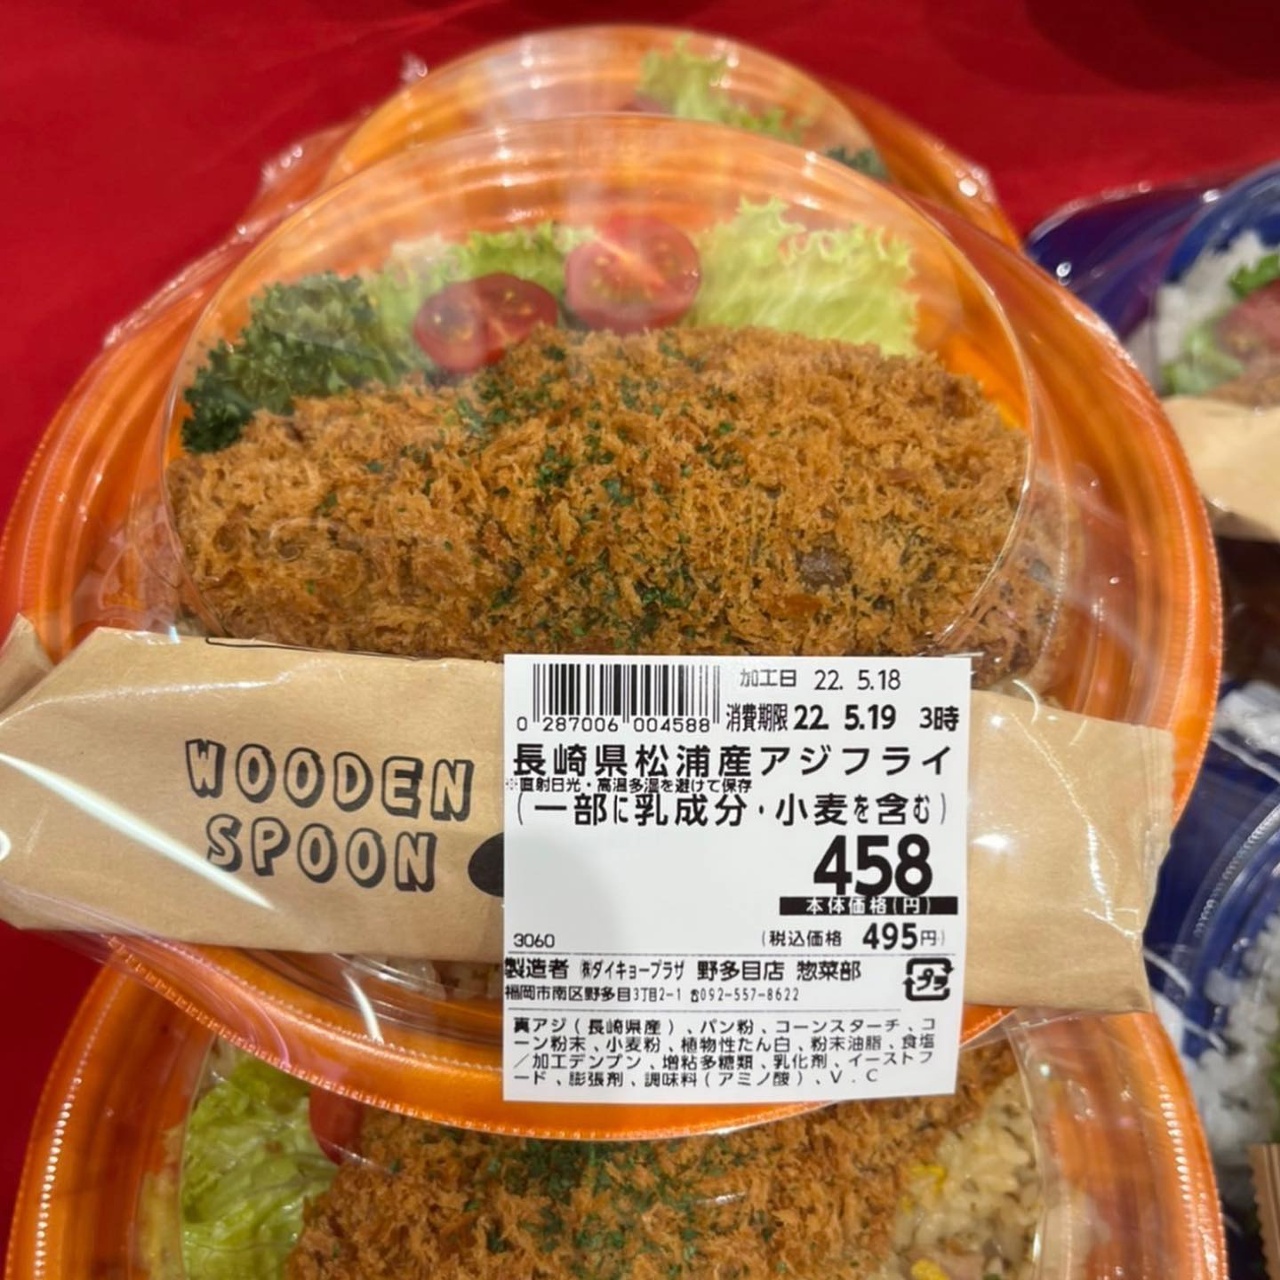 加工日 22. 5.18
0 287006 004588
消費期限 22. 5.19 3時
長崎県松浦産アジフライ
※直射日光・高温多湿を避けて保存
(一部に乳成分・小麦を含む)
458
本体価格(円)
3060
(税込価格 495円)
製造者 ㈲ダイキョープラザ 野多目店 惣菜部
福岡市南区野多目3丁目2-1 ☎092-557-8622
プラ
真アジ(長崎県産)、パン粉、コーンスターチ、コ
ーン粉末、小麦粉、植物性たん白、粉末油脂、食塩
/加工デンプン、増粘多糖類、乳化剤、イーストフ
ード、膨張剤、調味料(アミノ酸)、V.C
WOODEN
SPOON